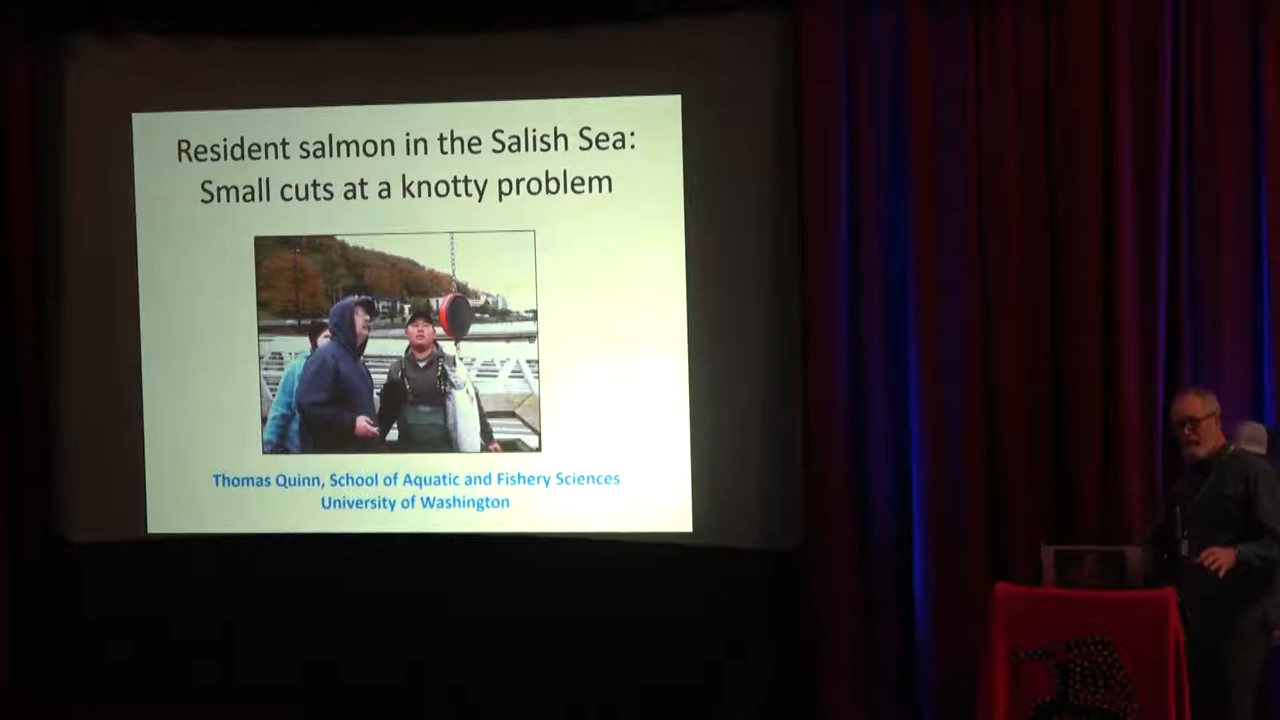 Resident salmon in the Salish Sea:
Small cuts at a knotty problem
Thomas Quinn, School of Aquatic and Fishery Sciences
University of Washington